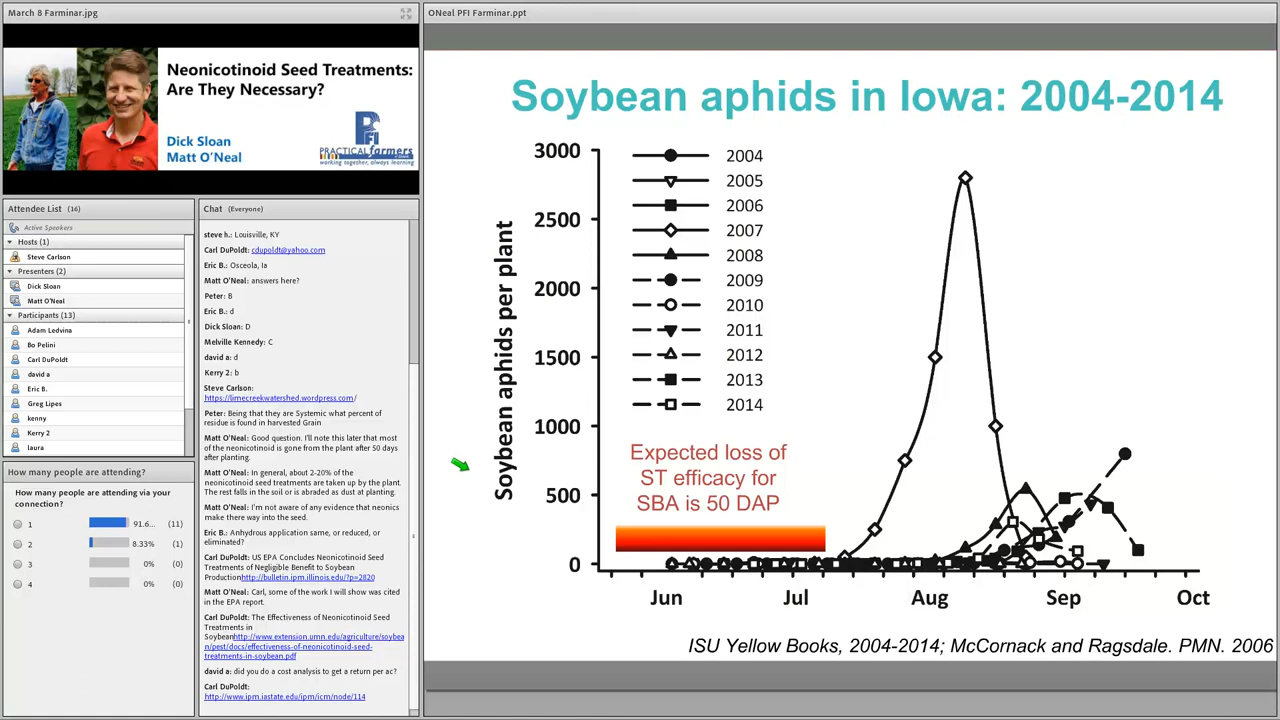 March 8 Farminar.jpg
Neonicotinoid Seed Treatments:
Are They Necessary?
Dick Sloan
Matt O'Neal
PFI
PRACTICAL farmers
working together, always learning
Attendee List (16)
Active Speakers
Hosts (1)
Steve Carlson
Presenters (2)
Dick Sloan
Matt O'Neal
Participants (13)
Adam Ledvina
Bo Pelini
Carl DuPoldt
david a
Eric B.
Greg Lipes
kenny
Kerry 2
laura
How many people are attending?
How many people are attending via your
connection?
1 91.6... (11)
2 8.33% (1)
3 0% (0)
4 0% (0)
Chat (Everyone)
steve h.: Louisville, KY
Carl DuPoldt: cdupoldt@yahoo.com
Eric B.: Osceola, Ia
Matt O'Neal: answers here?
Peter: B
Eric B.: d
Dick Sloan: D
Melville Kennedy: C
david a: d
Kerry 2: b
Steve Carlson:
https://limecreekwatershed.wordpress.com/
Peter: Being that they are Systemic what percent of
residue is found in harvested Grain
Matt O'Neal: Good question. I'll note this later that most
of the neonicotinoid is gone from the plant after 50 days
after planting.
Matt O'Neal: In general, about 2-20% of the
neonicotinoid seed treatments are taken up by the plant.
The rest falls in the soil or is abraded as dust at planting.
Matt O'Neal: I'm not aware of any evidence that neonics
make there way into the seed.
Eric B.: Anhydrous application same, or reduced, or
eliminated?
Carl DuPoldt: US EPA Concludes Neonicotinoid Seed
Treatments of Negligible Benefit to Soybean
Productionhttp://bulletin.ipm.illinois.edu/?p=2820
Matt O'Neal: Carl, some of the work I will show was cited
in the EPA report.
Carl DuPoldt: The Effectiveness of Neonicotinoid Seed
Treatments in
Soybeanhttp://www.extension.umn.edu/agriculture/soybea
n/pest/docs/effectiveness-of-neonicotinoid-seed-
treatments-in-soybean.pdf
david a: did you do a cost analysis to get a return per ac?
Carl DuPoldt:
http://www.ipm.iastate.edu/ipm/icm/node/114
ONeal PFI Farminar.ppt
Soybean aphids in Iowa: 2004-2014
Soybean aphids per plant
3000
2500
2000
1500
1000
500
0
2004
2005
2006
2007
2008
2009
2010
2011
2012
2013
2014
Expected loss of
ST efficacy for
SBA is 50 DAP
Jun Jul Aug Sep Oct
ISU Yellow Books, 2004-2014; McCornack and Ragsdale. PMN. 2006